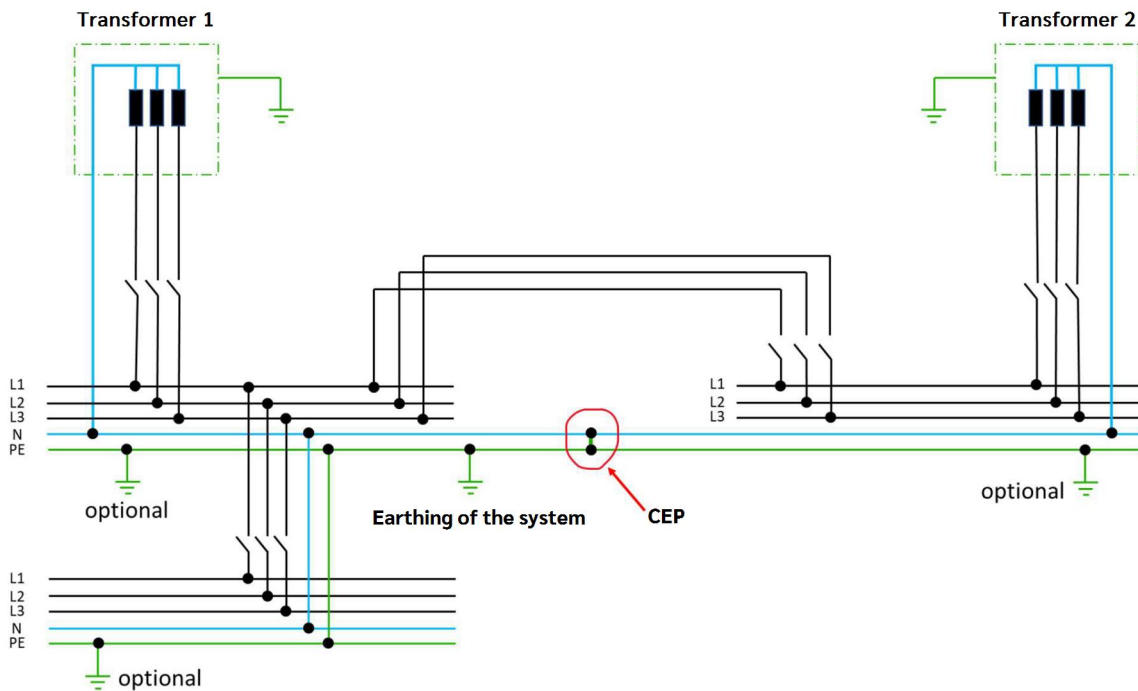 Transformer 1
Transformer 2
L1
L2
L3
N
PE
L1
L2
L3
optional
Earthing of the system
CEP
optional
L1
L2
L3
N
PE
optional